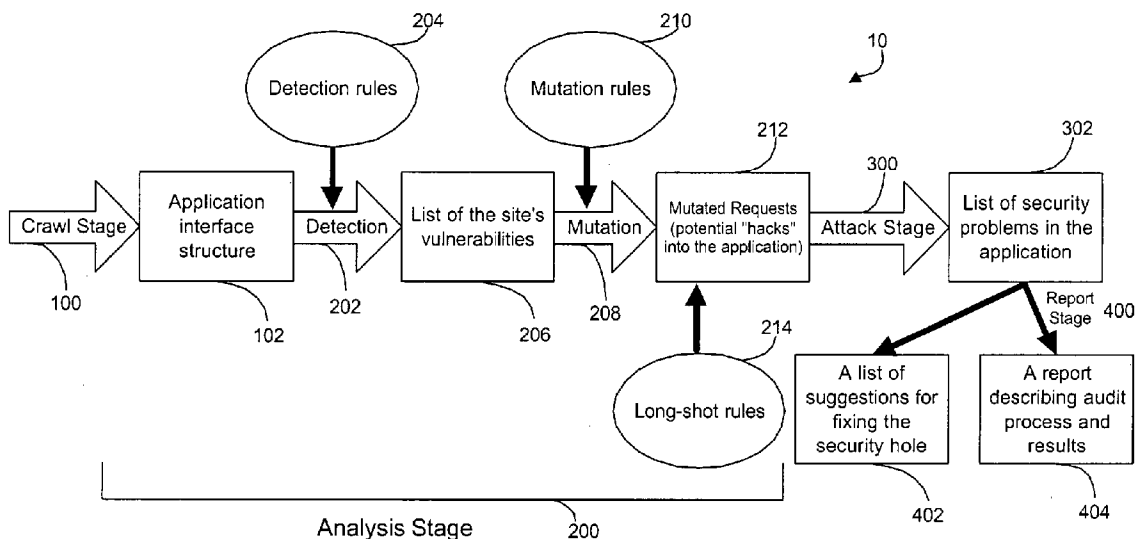 204
210
10
Detection rules
Mutation rules
212
302
300
Crawl Stage
Application
interface
structure
Detection
List of the site's
vulnerabilities
Mutation
Mutated Requests
(potential "hacks"
into the application)
Attack Stage
List of security
problems in the
application
100
102
202
206
208
214
Report
Stage
400
Long-shot rules
A list of
suggestions for
fixing the
security hole
A report
describing audit
process and
results
402
404
Analysis Stage
200